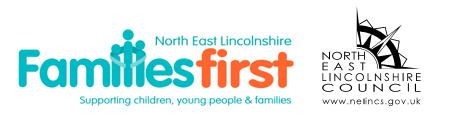 North East Lincolnshire
Familiesfirst
Supporting children, young people & families
NORTH
EAST
LINCOLNSHIRE
COUNCIL
www.nelincs.gov.uk